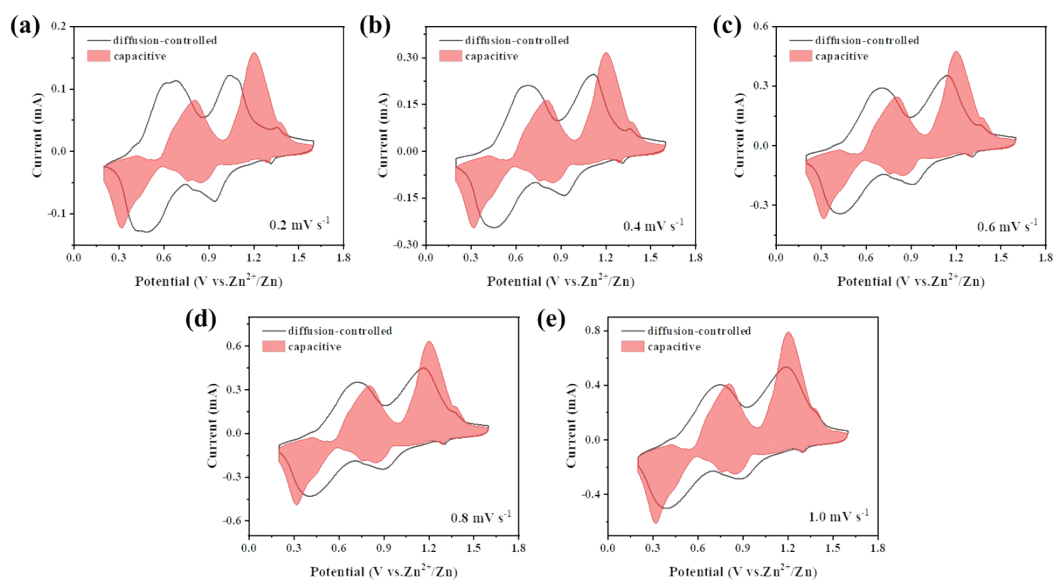 (a)
diffusion-controlled
capacitive
0.2
0.1
0.0
-0.1
Current (mA)
0.2 mV s⁻¹
0.0 0.3 0.6 0.9 1.2 1.5 1.8
Potential (V vs.Zn²⁺/Zn)
(b)
diffusion-controlled
capacitive
0.30
0.15
0.00
-0.15
-0.30
Current (mA)
0.4 mV s⁻¹
0.0 0.3 0.6 0.9 1.2 1.5 1.8
Potential (V vs.Zn²⁺/Zn)
(c)
diffusion-controlled
capacitive
0.6
0.3
0.0
-0.3
Current (mA)
0.6 mV s⁻¹
0.0 0.3 0.6 0.9 1.2 1.5 1.8
Potential (V vs.Zn²⁺/Zn)
(d)
diffusion-controlled
capacitive
0.6
0.3
0.0
-0.3
-0.6
Current (mA)
0.8 mV s⁻¹
0.0 0.3 0.6 0.9 1.2 1.5 1.8
Potential (V vs.Zn²⁺/Zn)
(e)
diffusion-controlled
capacitive
0.8
0.4
0.0
-0.4
Current (mA)
1.0 mV s⁻¹
0.0 0.3 0.6 0.9 1.2 1.5 1.8
Potential (V vs.Zn²⁺/Zn)